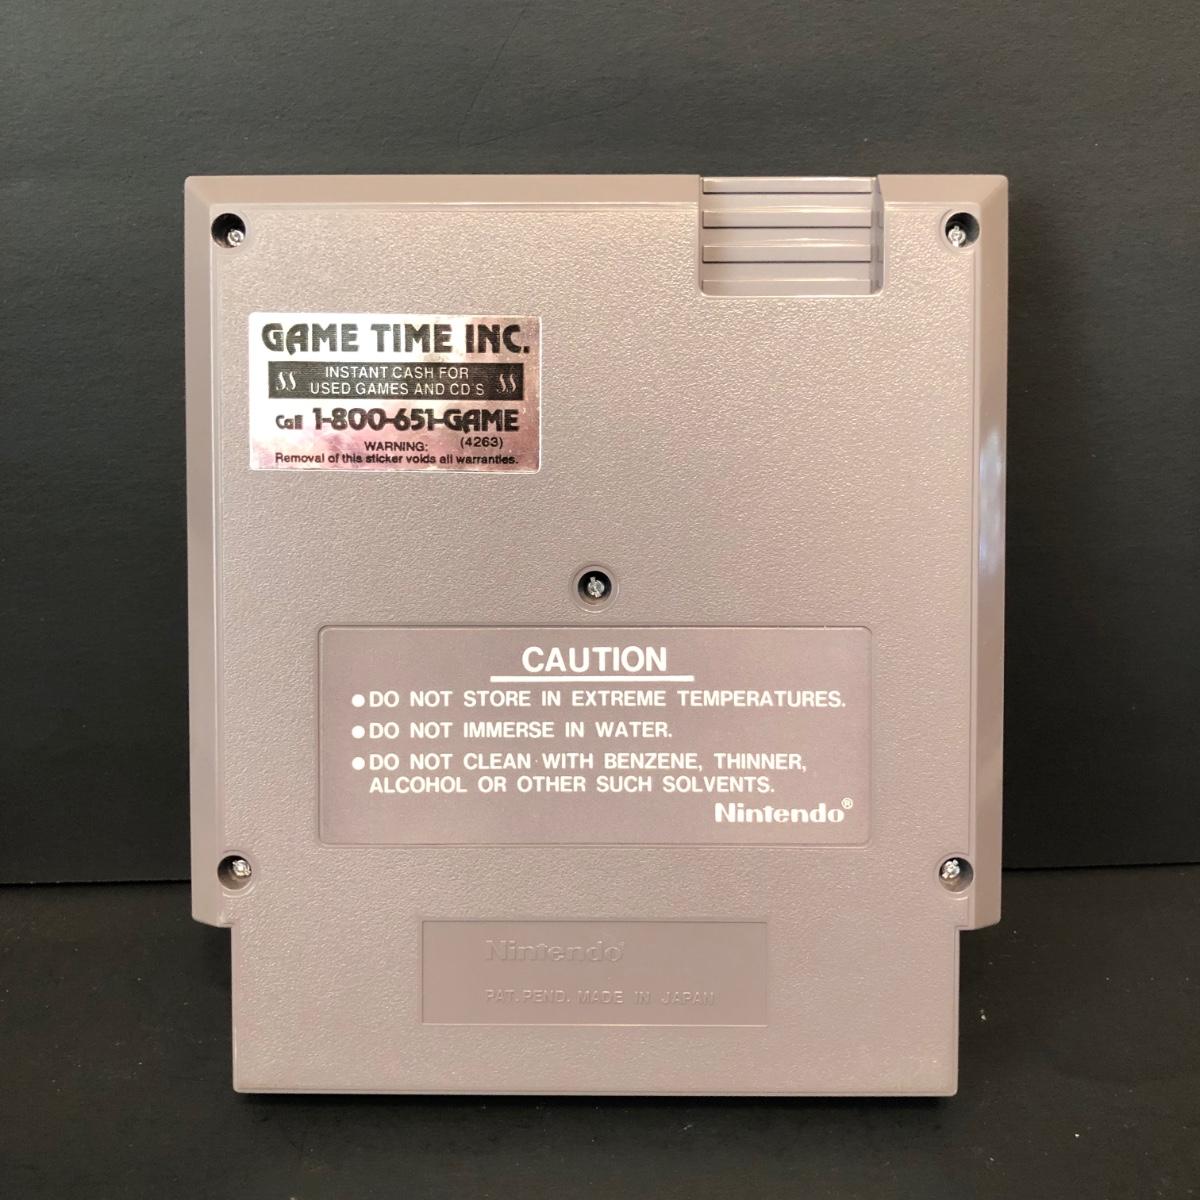 GAME TIME INC.
$$ INSTANT CASH FOR $$
USED GAMES AND CD'S
Call 1-800-651-GAME
(4263)
WARNING:
Removal of this sticker voids all warranties.
CAUTION
● DO NOT STORE IN EXTREME TEMPERATURES.
● DO NOT IMMERSE IN WATER.
● DO NOT CLEAN WITH BENZENE, THINNER,
ALCOHOL OR OTHER SUCH SOLVENTS.
Nintendo®
Nintendo
PAT. PEND. MADE IN JAPAN